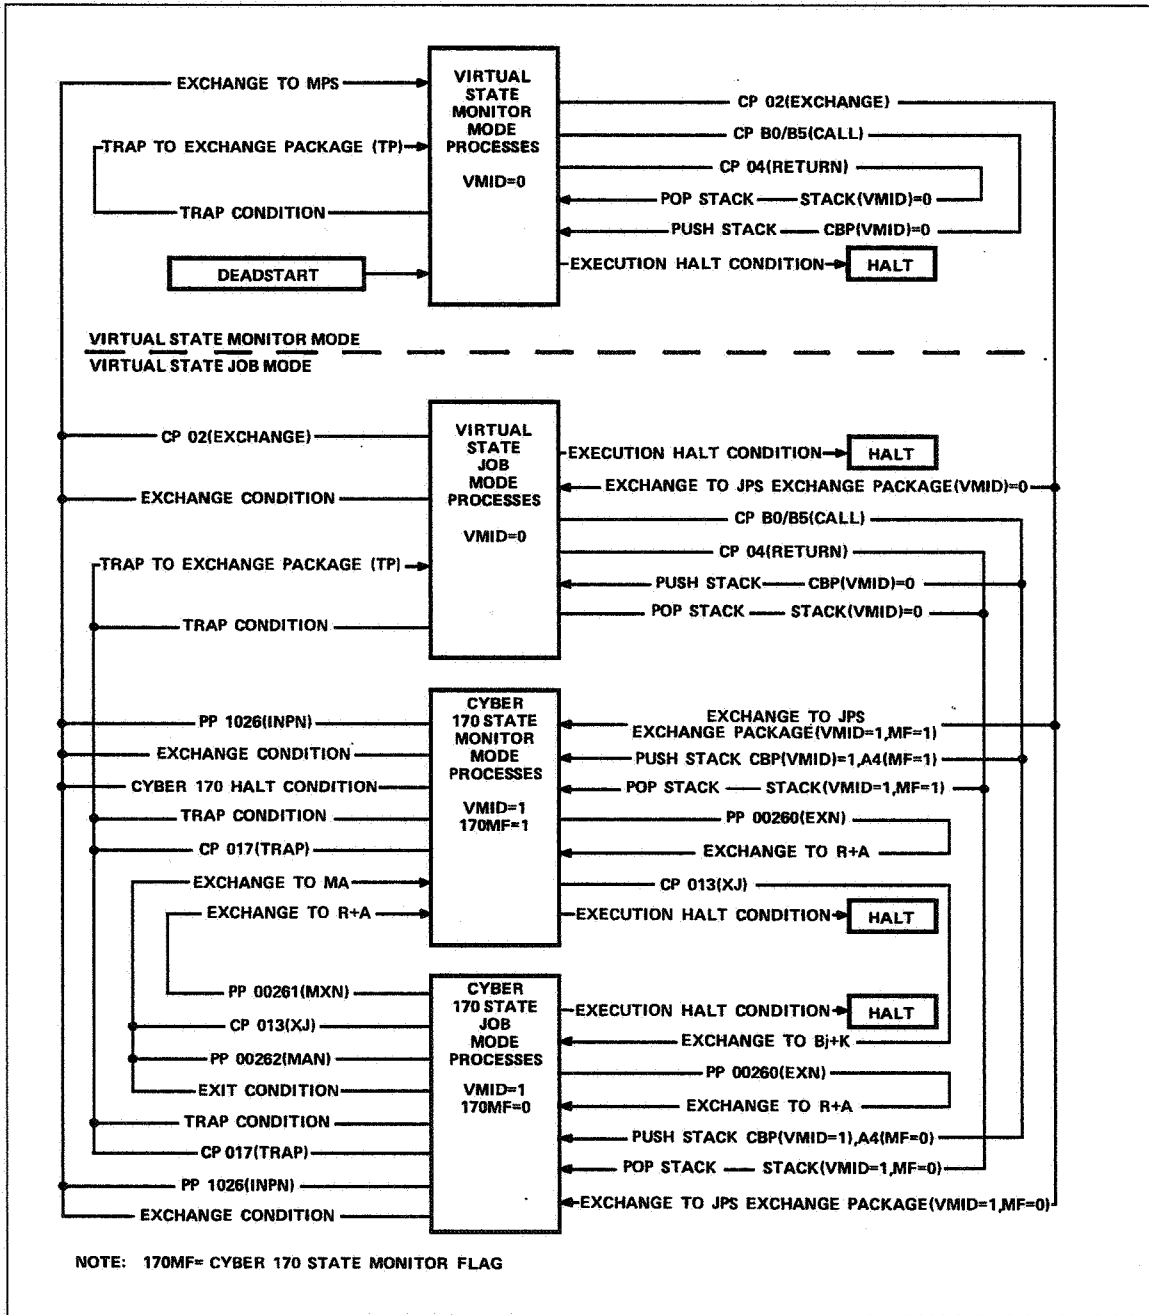 EXCHANGE TO MPS
TRAP TO EXCHANGE PACKAGE (TP)
TRAP CONDITION
DEADSTART
VIRTUAL
STATE
MONITOR
MODE
PROCESSES
VMID=0
CP 02(EXCHANGE)
CP B0/B5(CALL)
CP 04(RETURN)
POP STACK STACK(VMID)=0
PUSH STACK CBP(VMID)=0
EXECUTION HALT CONDITION
HALT
VIRTUAL STATE MONITOR MODE
VIRTUAL STATE JOB MODE
CP 02(EXCHANGE)
EXCHANGE CONDITION
TRAP TO EXCHANGE PACKAGE (TP)
TRAP CONDITION
VIRTUAL
STATE
JOB
MODE
PROCESSES
VMID=0
EXECUTION HALT CONDITION
HALT
EXCHANGE TO JPS EXCHANGE PACKAGE(VMID)=0
CP B0/B5(CALL)
CP 04(RETURN)
PUSH STACK CBP(VMID)=0
POP STACK STACK(VMID)=0
PP 1026(INPN)
EXCHANGE CONDITION
CYBER 170 HALT CONDITION
TRAP CONDITION
CP 017(TRAP)
EXCHANGE TO MA
EXCHANGE TO R+A
CYBER
170 STATE
MONITOR
MODE
PROCESSES
VMID=1
170MF=1
EXCHANGE TO JPS
EXCHANGE PACKAGE(VMID=1,MF=1)
PUSH STACK CBP(VMID)=1,A4(MF=1)
POP STACK STACK(VMID=1,MF=1)
PP 00260(EXN)
EXCHANGE TO R+A
CP 013(XJ)
EXECUTION HALT CONDITION
HALT
PP 00261(MXN)
CP 013(XJ)
PP 00262(MAN)
EXIT CONDITION
TRAP CONDITION
CP 017(TRAP)
PP 1026(INPN)
EXCHANGE CONDITION
CYBER
170 STATE
JOB
MODE
PROCESSES
VMID=1
170MF=0
EXECUTION HALT CONDITION
HALT
EXCHANGE TO Bj+K
PP 00260(EXN)
EXCHANGE TO R+A
PUSH STACK CBP(VMID=1),A4(MF=0)
POP STACK STACK(VMID=1,MF=0)
EXCHANGE TO JPS EXCHANGE PACKAGE(VMID=1,MF=0)
NOTE: 170MF= CYBER 170 STATE MONITOR FLAG